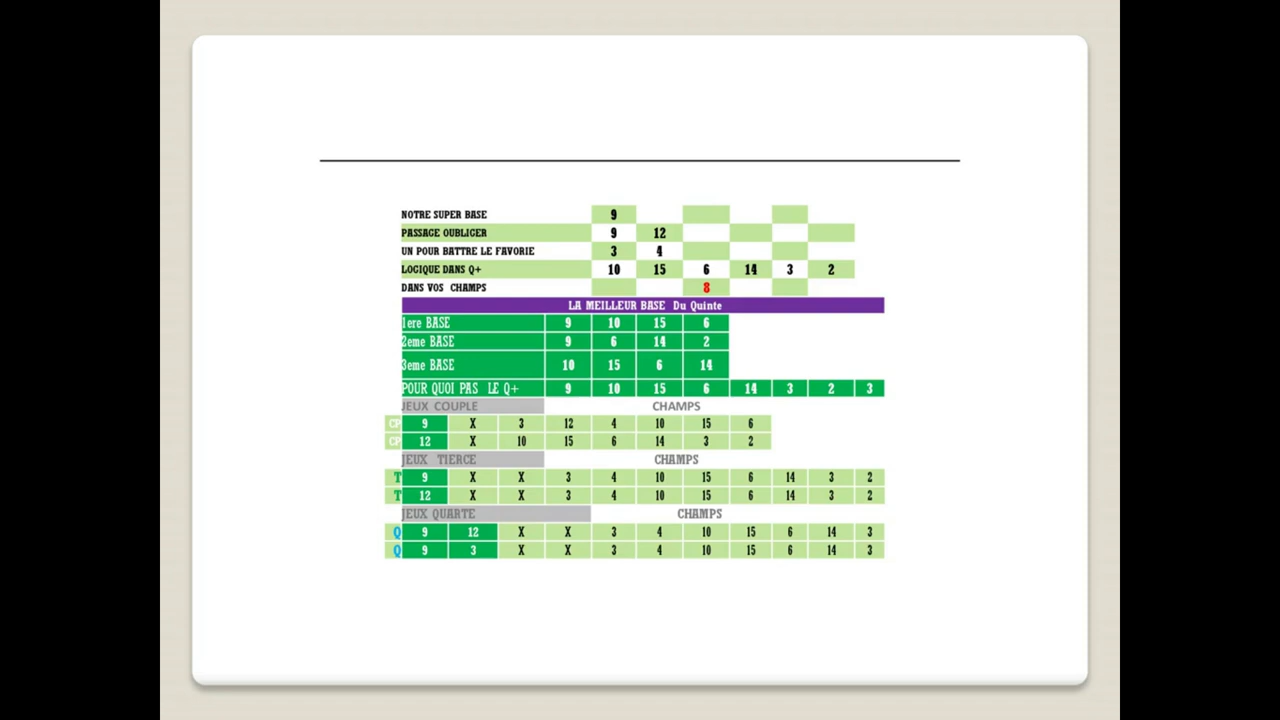 NOTRE SUPER BASE 9
PASSAGE OUBLIGER 9 12
UN POUR BATTRE LE FAVORIE 3 4
LOGIQUE DANS Q+ 10 15 6 14 3 2
DANS VOS CHAMPS 8
LA MEILLEUR BASE Du Quinte
1ere BASE 9 10 15 6
2eme BASE 9 6 14 2
3eme BASE 10 15 6 14
POUR QUOI PAS LE Q+ 9 10 15 6 14 3 2 3
JEUX COUPLE CHAMPS
CP 9 X 3 12 4 10 15 6
CP 12 X 10 15 6 14 3 2
JEUX TIERCE CHAMPS
T 9 X X 3 4 10 15 6 14 3 2
T 12 X X 3 4 10 15 6 14 3 2
JEUX QUARTE CHAMPS
Q 9 12 X X 3 4 10 15 6 14 3
Q 9 3 X X 3 4 10 15 6 14 3